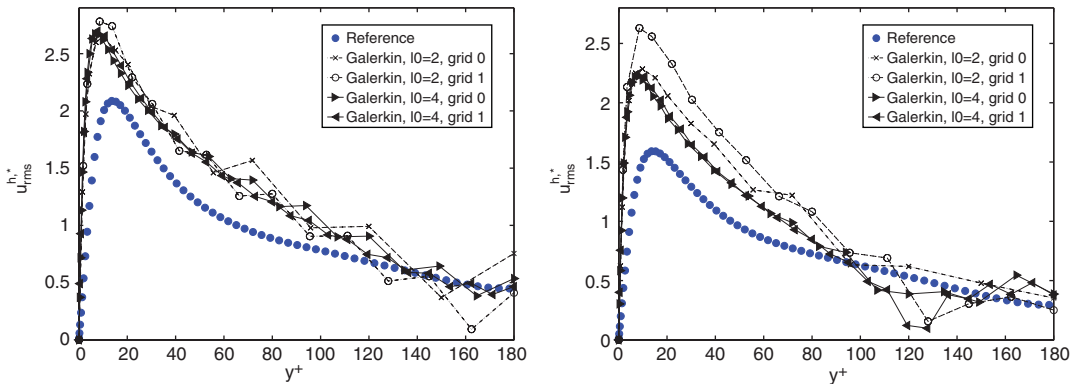 2.5
2
1.5
1
0.5
0
u rms h,*
0 20 40 60 80 100 120 140 160 180
y+
Reference
Galerkin, l0=2, grid 0
Galerkin, l0=2, grid 1
Galerkin, l0=4, grid 0
Galerkin, l0=4, grid 1
2.5
2
1.5
1
0.5
0
u rms h,*
0 20 40 60 80 100 120 140 160 180
y+
Reference
Galerkin, l0=2, grid 0
Galerkin, l0=2, grid 1
Galerkin, l0=4, grid 0
Galerkin, l0=4, grid 1